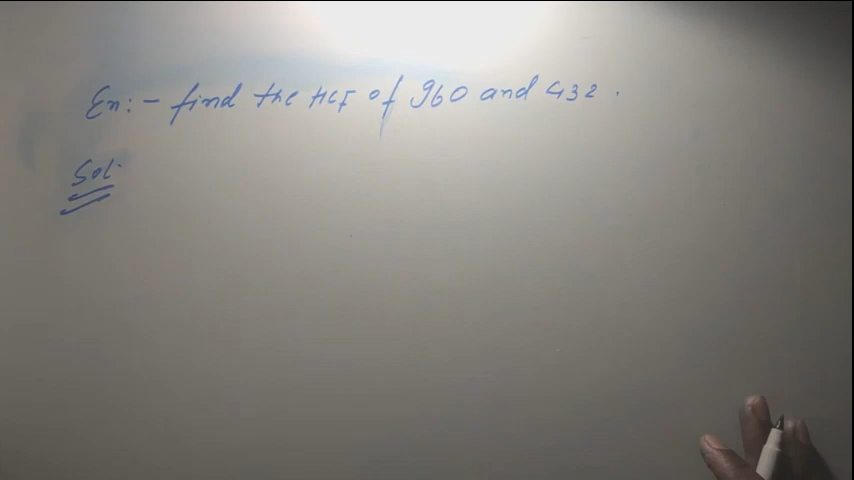 Ex:- find the HCF of 960 and 432.
Sol.